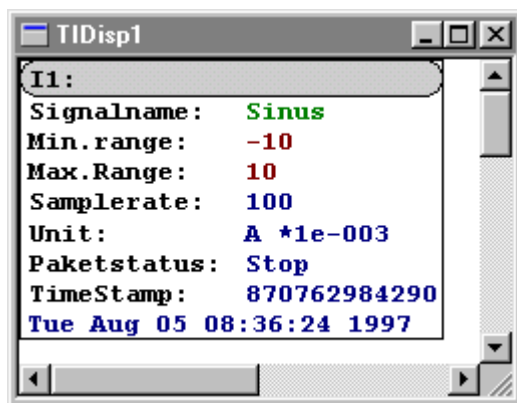 TIDisp1
I1:
Signalname: Sinus
Min.range: -10
Max.Range: 10
Samplerate: 100
Unit: A *1e-003
Paketstatus: Stop
TimeStamp: 870762984290
Tue Aug 05 08:36:24 1997